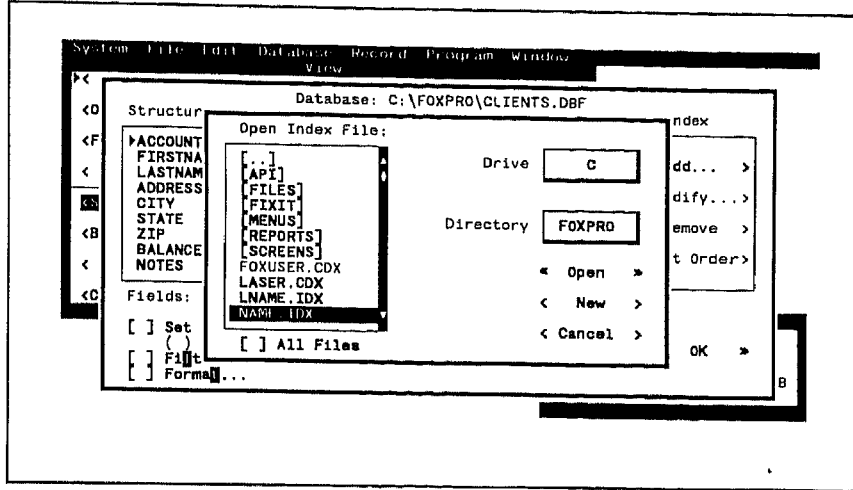 System File Edit Database Record Program Window
View
Database: C:\FOXPRO\CLIENTS.DBF
Structur
ndex
Open Index File:
▶ACCOUNT
FIRSTNA
LASTNAM
ADDRESS
CITY
STATE
ZIP
BALANCE
NOTES
[..]
[API]
[FILES]
[FIXIT]
[MENUS]
[REPORTS]
[SCREENS]
FOXUSER.CDX
LASER.CDX
LNAME.IDX
NAME.IDX
[ ] All Files
Drive C
Directory FOXPRO
« Open »
< New >
< Cancel >
dd... >
dify...>
emove >
t Order>
OK »
Fields:
[ ] Set
( )
[ ] Filt
[ ] Format...
<
<D
<F
<
<B
<
<C
B